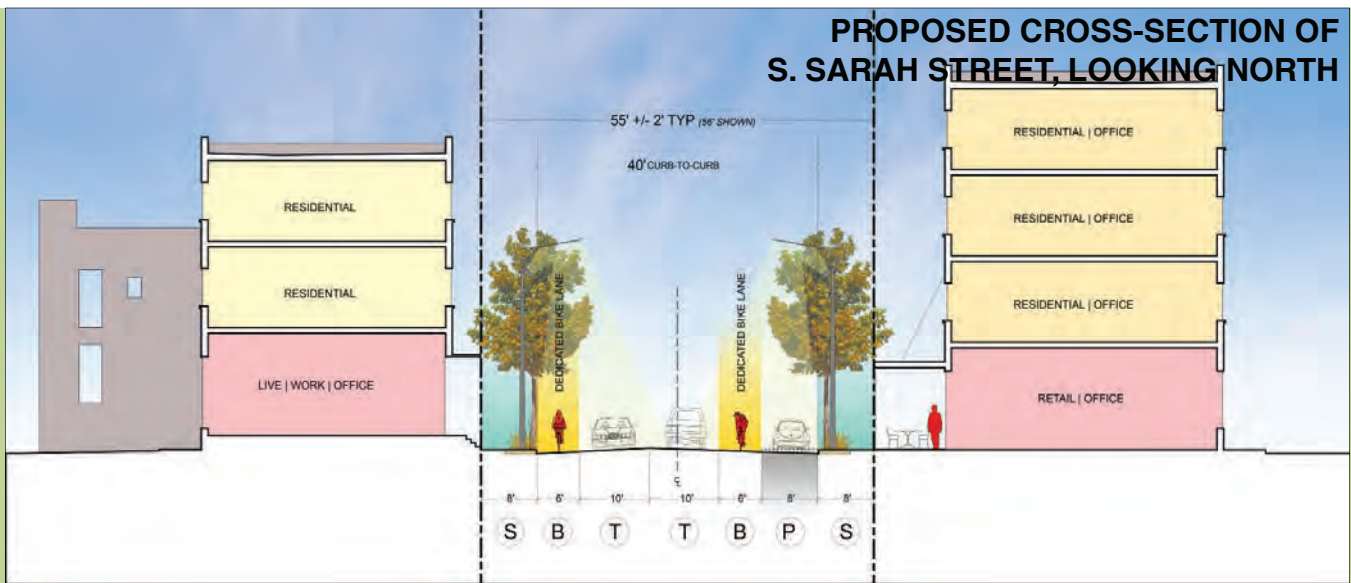 PROPOSED CROSS-SECTION OF
S. SARAH STREET, LOOKING NORTH
55' +/- 2' TYP (56' SHOWN)
40' CURB-TO-CURB
RESIDENTIAL
RESIDENTIAL
LIVE | WORK | OFFICE
DEDICATED BIKE LANE
DEDICATED BIKE LANE
RESIDENTIAL | OFFICE
RESIDENTIAL | OFFICE
RESIDENTIAL | OFFICE
RETAIL | OFFICE
℄
8' 6' 10' 10' 6' 8' 8'
S B T T B P S